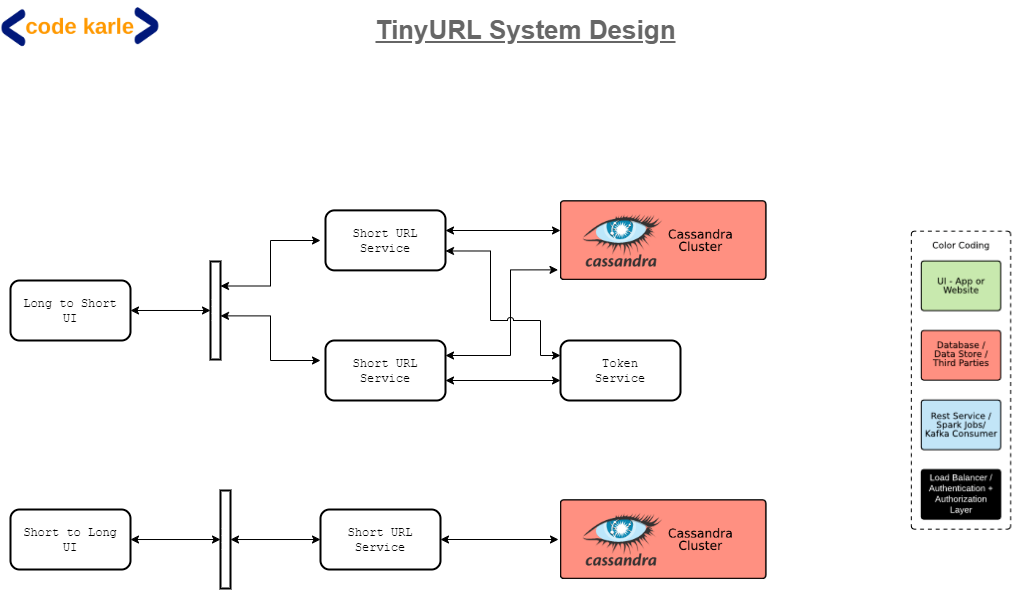 code karle
TinyURL System Design
Short URL
Service
Cassandra
Cluster
cassandra
Long to Short
UI
Short URL
Service
Token
Service
Short to Long
UI
Short URL
Service
Cassandra
Cluster
cassandra
Color Coding
UI - App or
Website
Database /
Data Store /
Third Parties
Rest Service /
Spark Jobs/
Kafka Consumer
Load Balancer /
Authentication +
Authorization
Layer